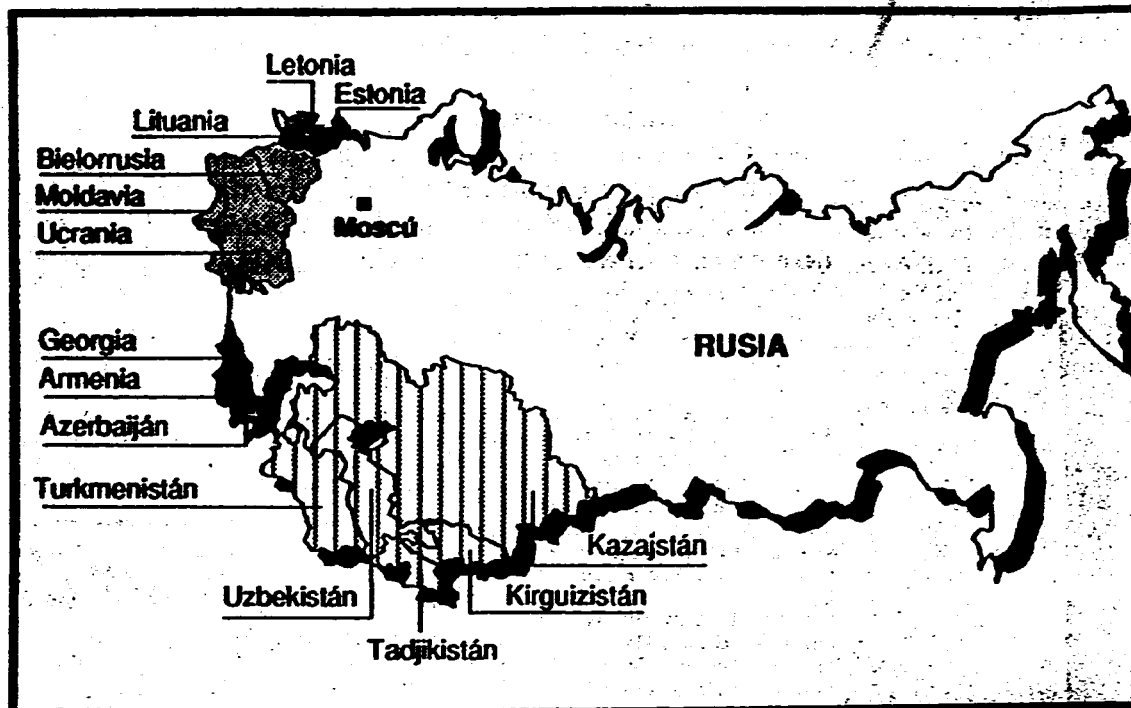 Letonia
Estonia
Lituania
Bielorrusia
Moldavia
Moscú
Ucrania
Georgia
RUSIA
Armenia
Azerbaiján
Turkmenistán
Kazajstán
Uzbekistán
Kirguizistán
Tadjikistán